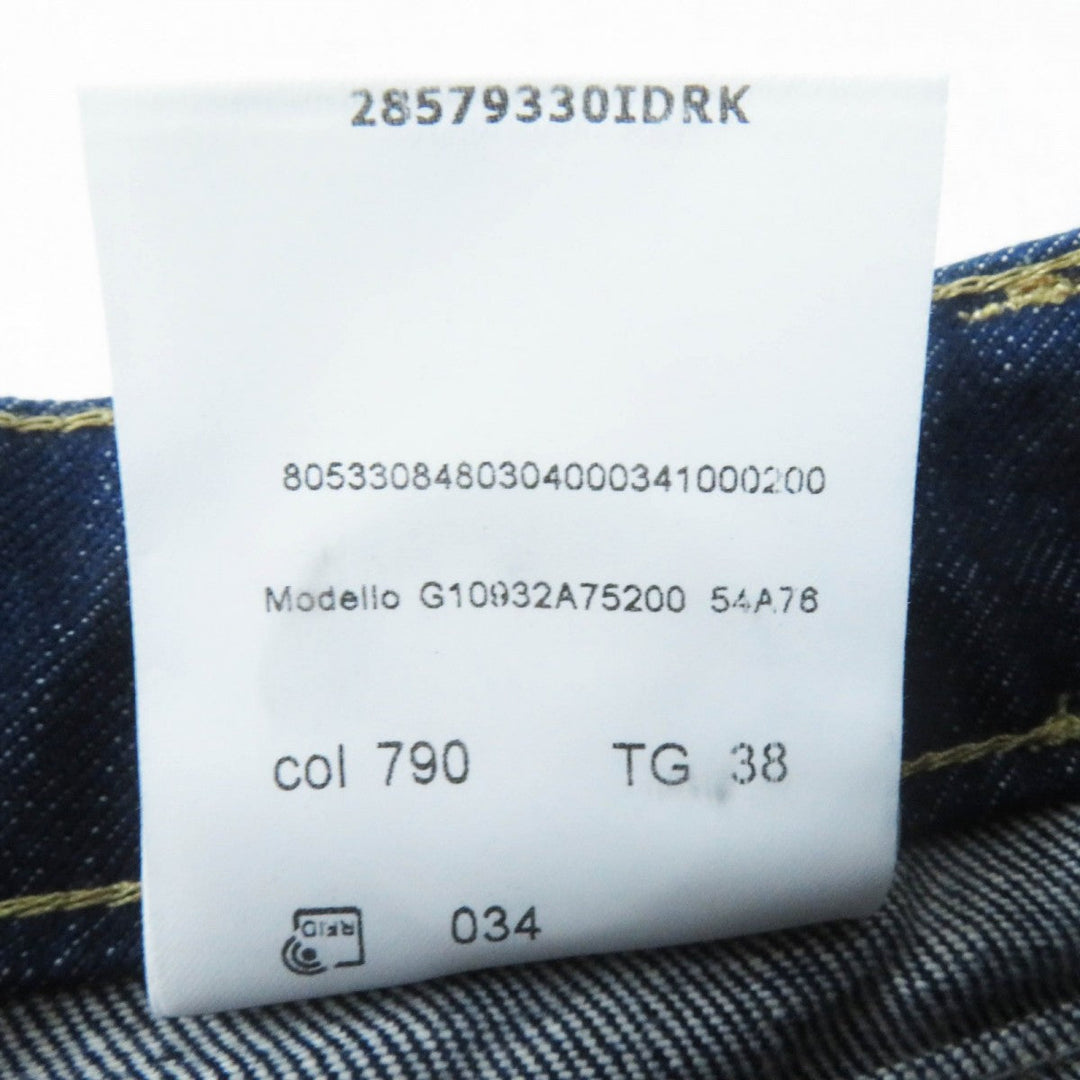 28579330IDRK
8053308480304000341000200
Modello G10932A75200 54A76
col 790 TG 38
RFID 034